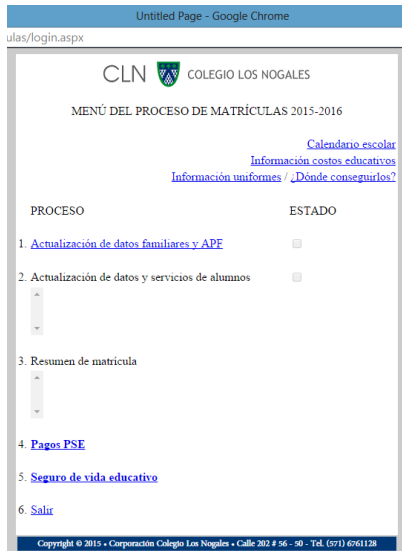 Untitled Page - Google Chrome
ulas/login.aspx
CLN COLEGIO LOS NOGALES
MENÚ DEL PROCESO DE MATRÍCULAS 2015-2016
Calendario escolar
Información costos educativos
Información uniformes / ¿Dónde conseguirlos?
PROCESO ESTADO
1. Actualización de datos familiares y APF
2. Actualización de datos y servicios de alumnos
3. Resumen de matrícula
4. Pagos PSE
5. Seguro de vida educativo
6. Salir
Copyright © 2015 • Corporación Colegio Los Nogales • Calle 202 # 56 - 50 - Tel. (571) 6761128